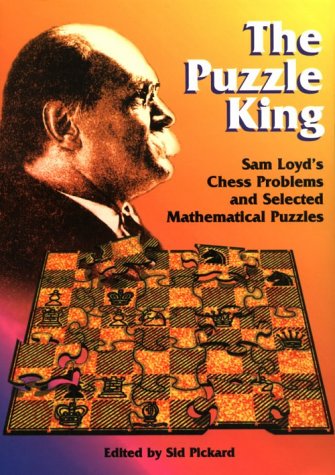 The
Puzzle
King
Sam Loyd's
Chess Problems
and Selected
Mathematical Puzzles
Edited by Sid Pickard